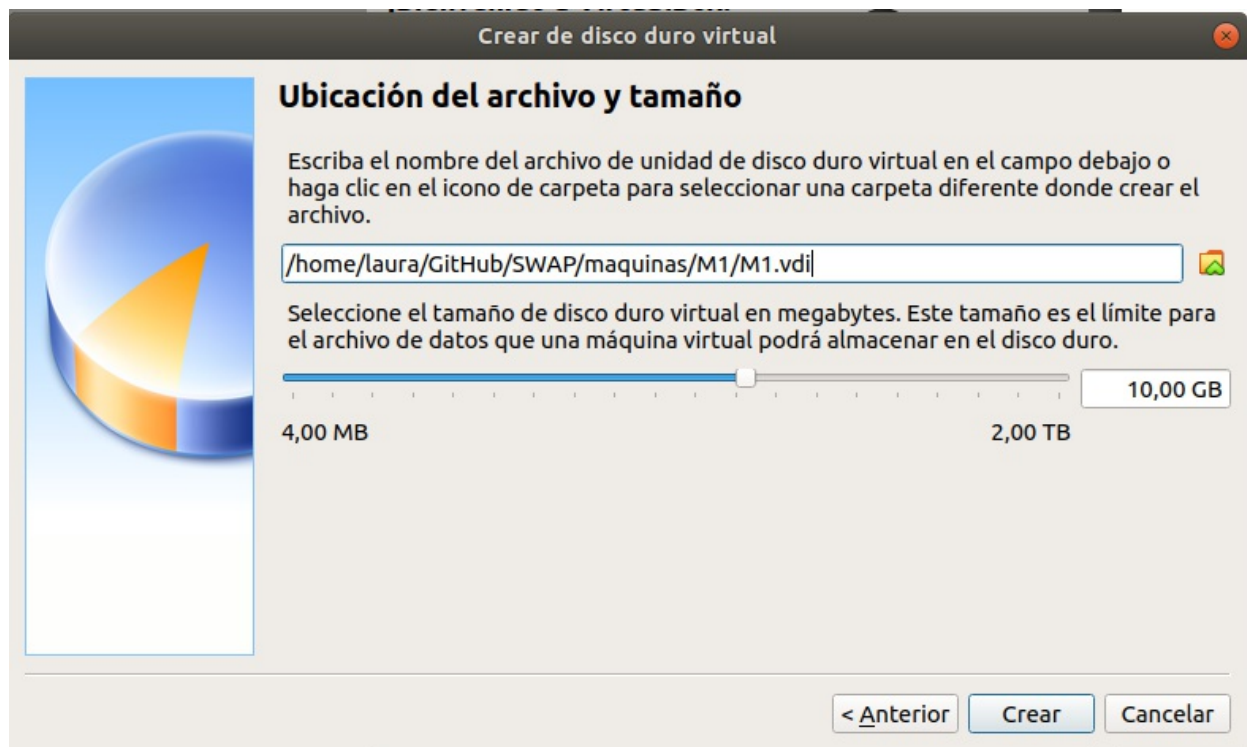 Crear de disco duro virtual
Ubicación del archivo y tamaño
Escriba el nombre del archivo de unidad de disco duro virtual en el campo debajo o
haga clic en el icono de carpeta para seleccionar una carpeta diferente donde crear el
archivo.
/home/laura/GitHub/SWAP/maquinas/M1/M1.vdi
Seleccione el tamaño de disco duro virtual en megabytes. Este tamaño es el límite para
el archivo de datos que una máquina virtual podrá almacenar en el disco duro.
10,00 GB
4,00 MB 2,00 TB
< Anterior Crear Cancelar